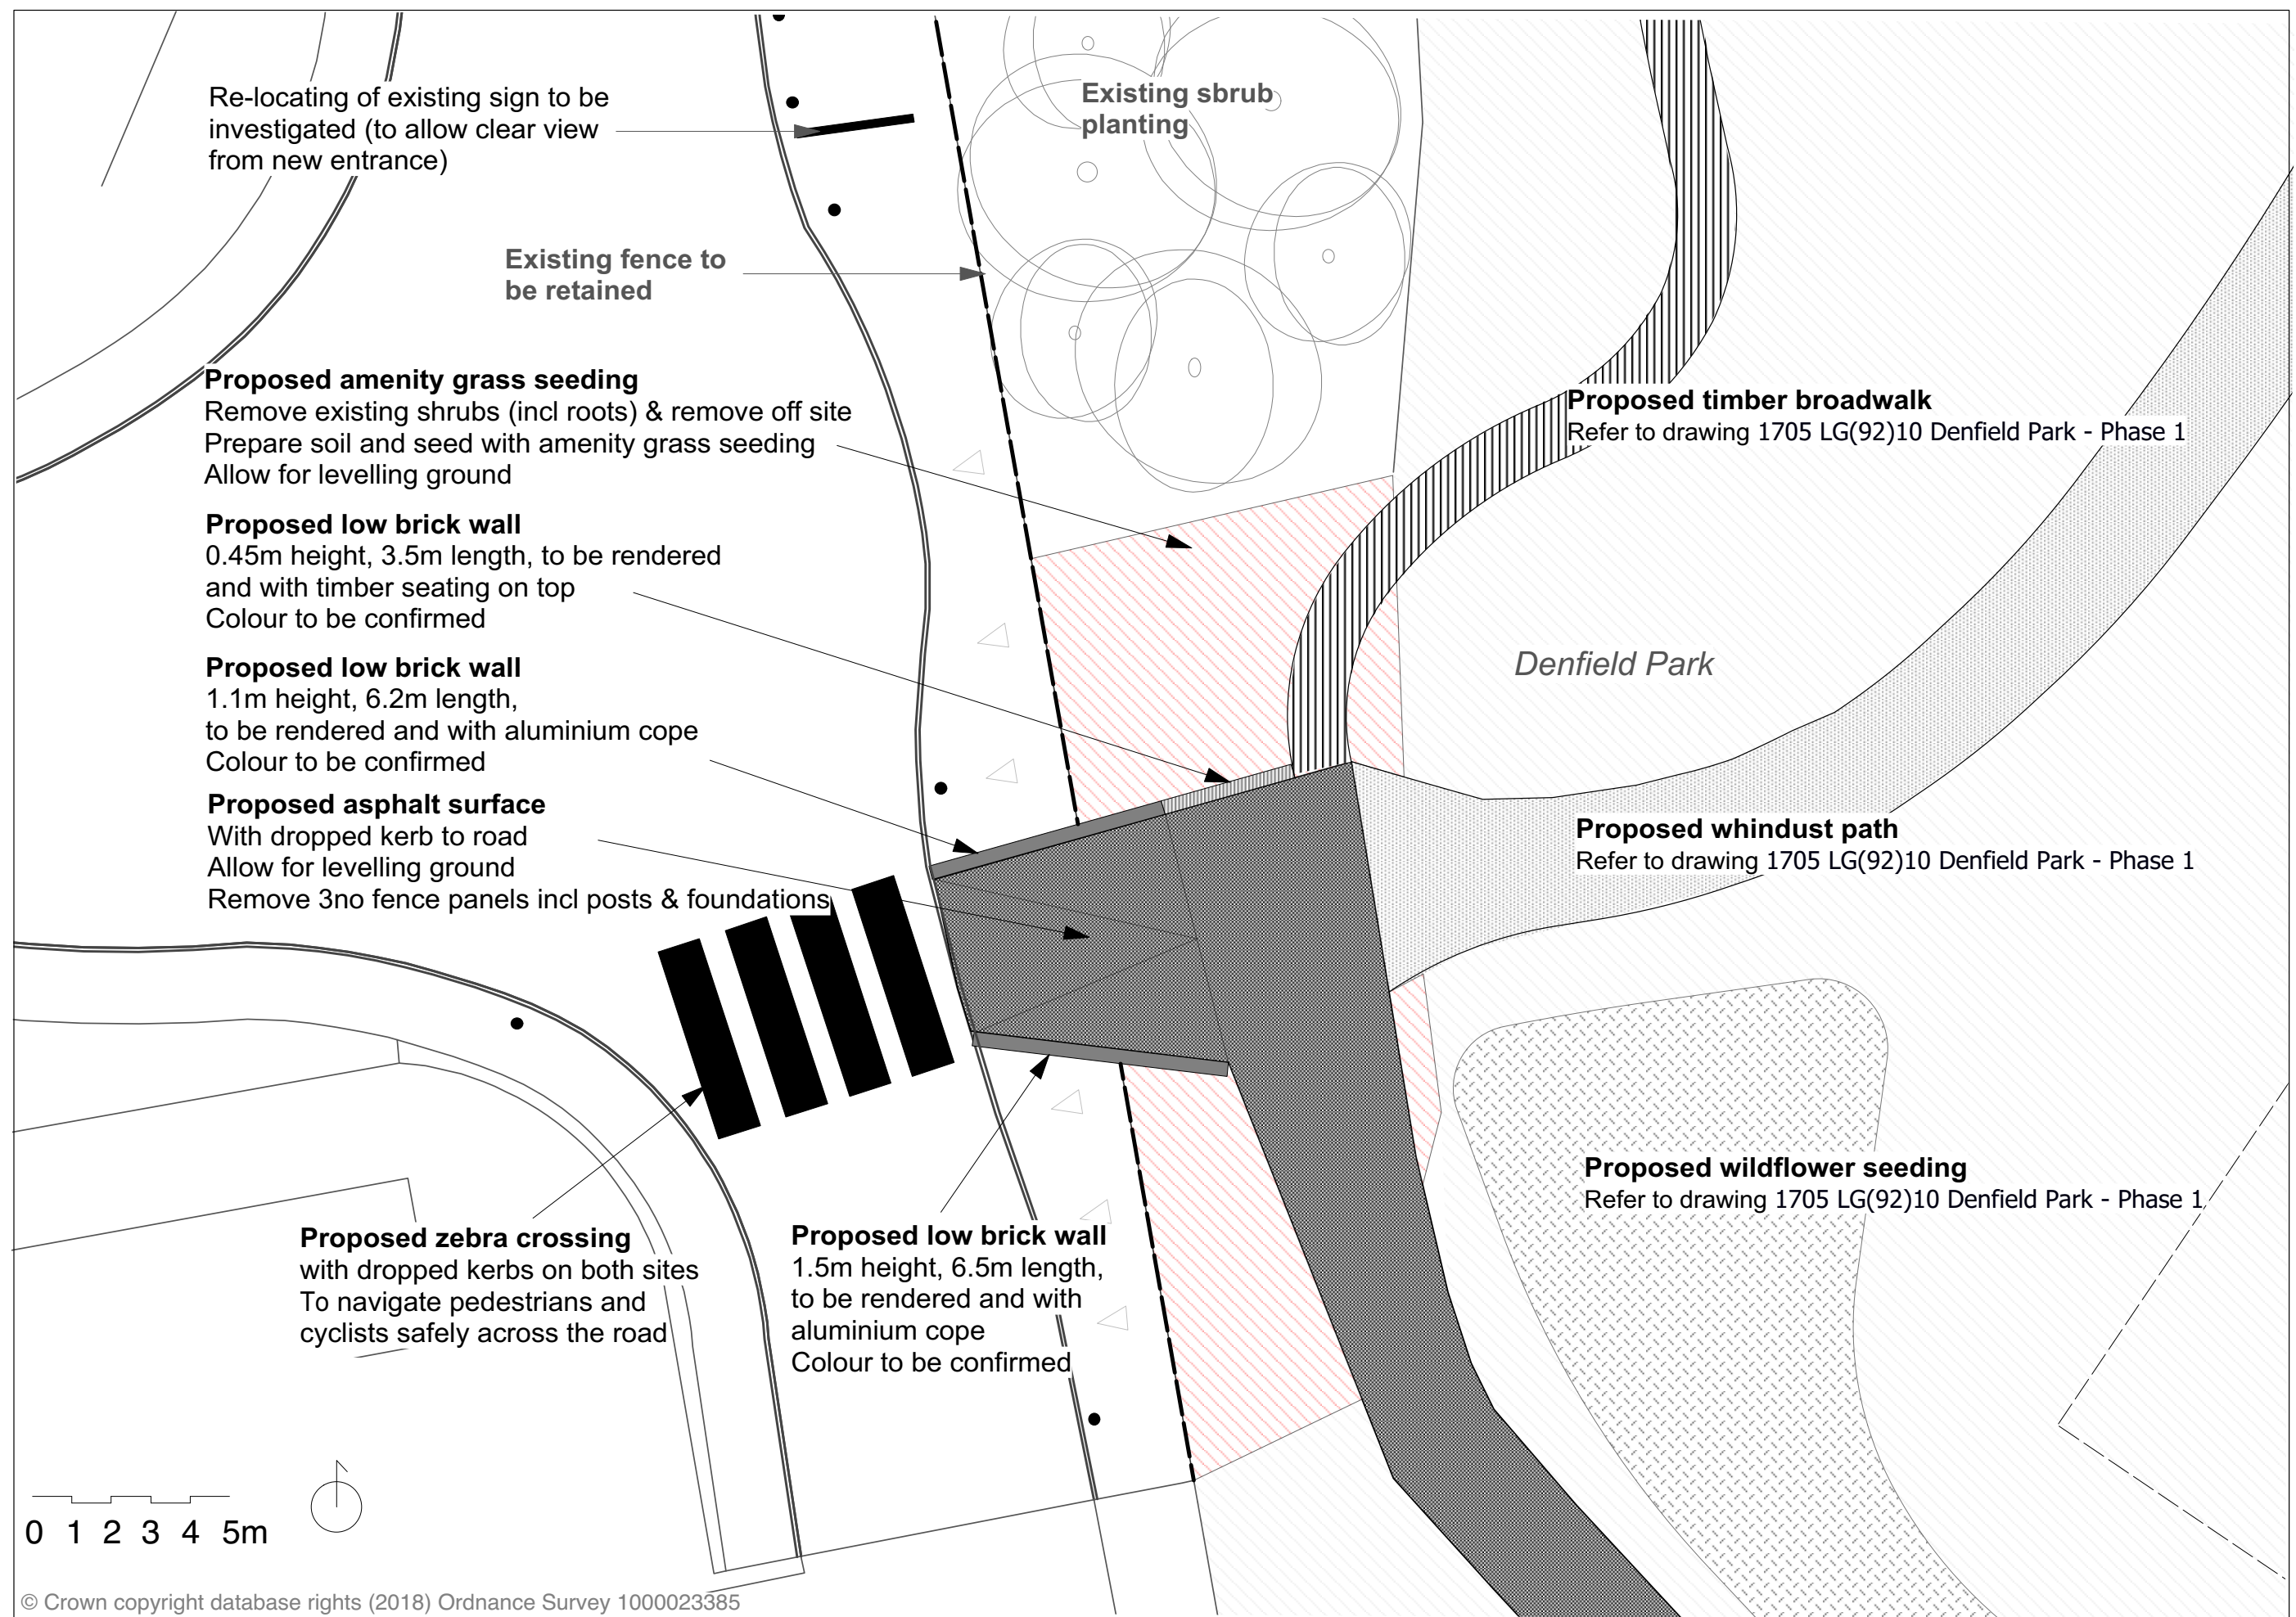 Re-locating of existing sign to be
investigated (to allow clear view
from new entrance)
Existing sbrub
planting
Existing fence to
be retained
Proposed amenity grass seeding
Remove existing shrubs (incl roots) & remove off site
Prepare soil and seed with amenity grass seeding
Allow for levelling ground
Proposed timber broadwalk
Refer to drawing 1705 LG(92)10 Denfield Park - Phase 1
Proposed low brick wall
0.45m height, 3.5m length, to be rendered
and with timber seating on top
Colour to be confirmed
Denfield Park
Proposed low brick wall
1.1m height, 6.2m length,
to be rendered and with aluminium cope
Colour to be confirmed
Proposed asphalt surface
With dropped kerb to road
Allow for levelling ground
Remove 3no fence panels incl posts & foundations
Proposed whindust path
Refer to drawing 1705 LG(92)10 Denfield Park - Phase 1
Proposed wildflower seeding
Refer to drawing 1705 LG(92)10 Denfield Park - Phase 1
Proposed zebra crossing
with dropped kerbs on both sites
To navigate pedestrians and
cyclists safely across the road
Proposed low brick wall
1.5m height, 6.5m length,
to be rendered and with
aluminium cope
Colour to be confirmed
0 1 2 3 4 5m
© Crown copyright database rights (2018) Ordnance Survey 1000023385